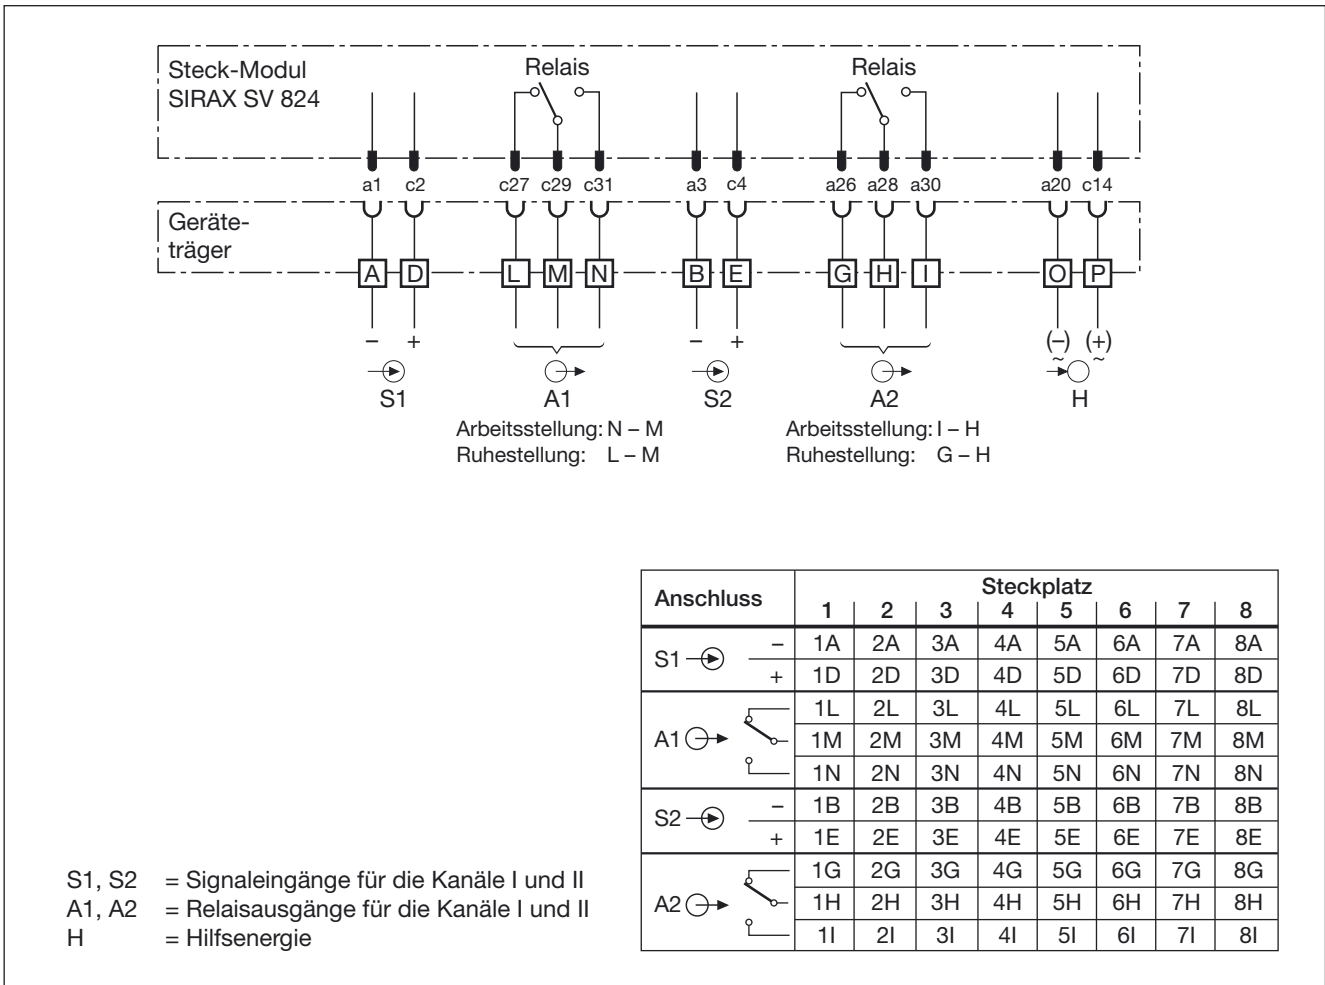 Steck-Modul
SIRAX SV 824
Relais
Relais
a1 c2 c27 c29 c31 a3 c4 a26 a28 a30 a20 c14
Geräte-
träger
A D L M N B E G H I O P
– + – + (–) (+)
~ ~
S1 A1 S2 A2 H
Arbeitsstellung: N – M
Ruhestellung: L – M
Arbeitsstellung: I – H
Ruhestellung: G – H
Anschluss Steckplatz
1 2 3 4 5 6 7 8
S1 – 1A 2A 3A 4A 5A 6A 7A 8A
+ 1D 2D 3D 4D 5D 6D 7D 8D
1L 2L 3L 4L 5L 6L 7L 8L
A1 1M 2M 3M 4M 5M 6M 7M 8M
1N 2N 3N 4N 5N 6N 7N 8N
S2 – 1B 2B 3B 4B 5B 6B 7B 8B
+ 1E 2E 3E 4E 5E 6E 7E 8E
1G 2G 3G 4G 5G 6G 7G 8G
A2 1H 2H 3H 4H 5H 6H 7H 8H
1I 2I 3I 4I 5I 6I 7I 8I
S1, S2 = Signaleingänge für die Kanäle I und II
A1, A2 = Relaisausgänge für die Kanäle I und II
H = Hilfsenergie